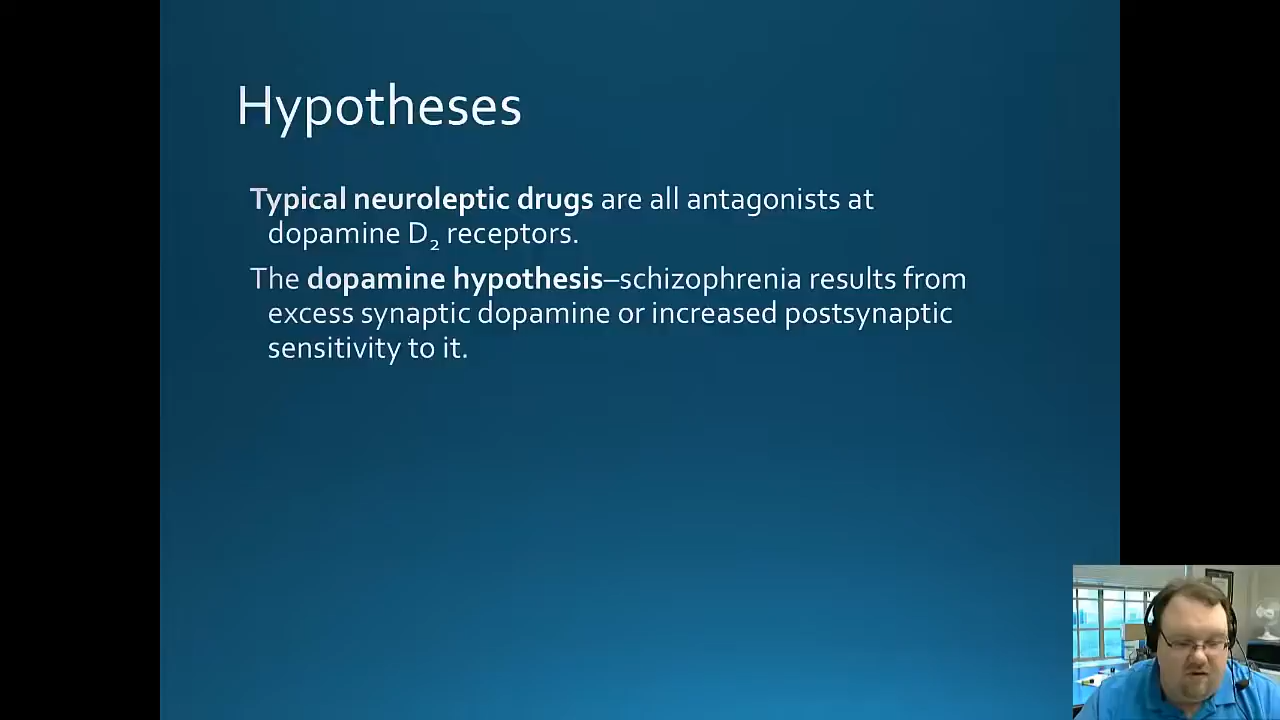 Hypotheses
Typical neuroleptic drugs are all antagonists at
dopamine D₂ receptors.
The dopamine hypothesis–schizophrenia results from
excess synaptic dopamine or increased postsynaptic
sensitivity to it.